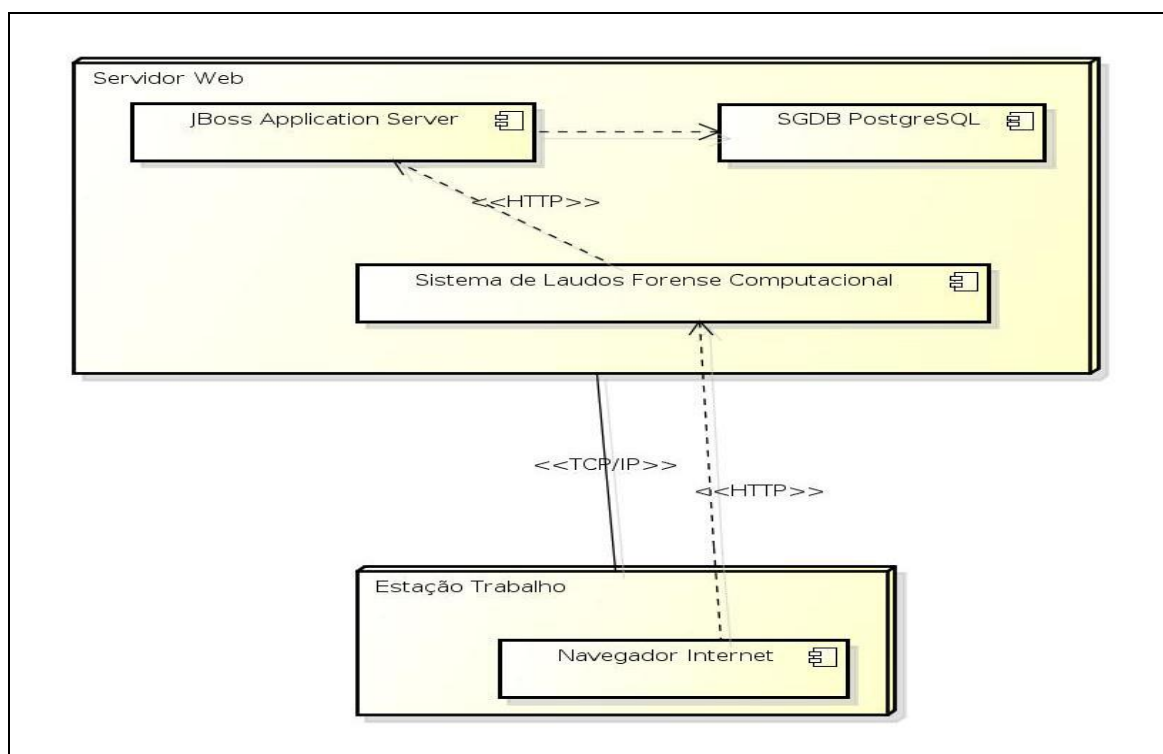 Servidor Web
JBoss Application Server
SGDB PostgreSQL
<<HTTP>>
Sistema de Laudos Forense Computacional
<<TCP/IP>>
<<HTTP>>
Estação Trabalho
Navegador Internet